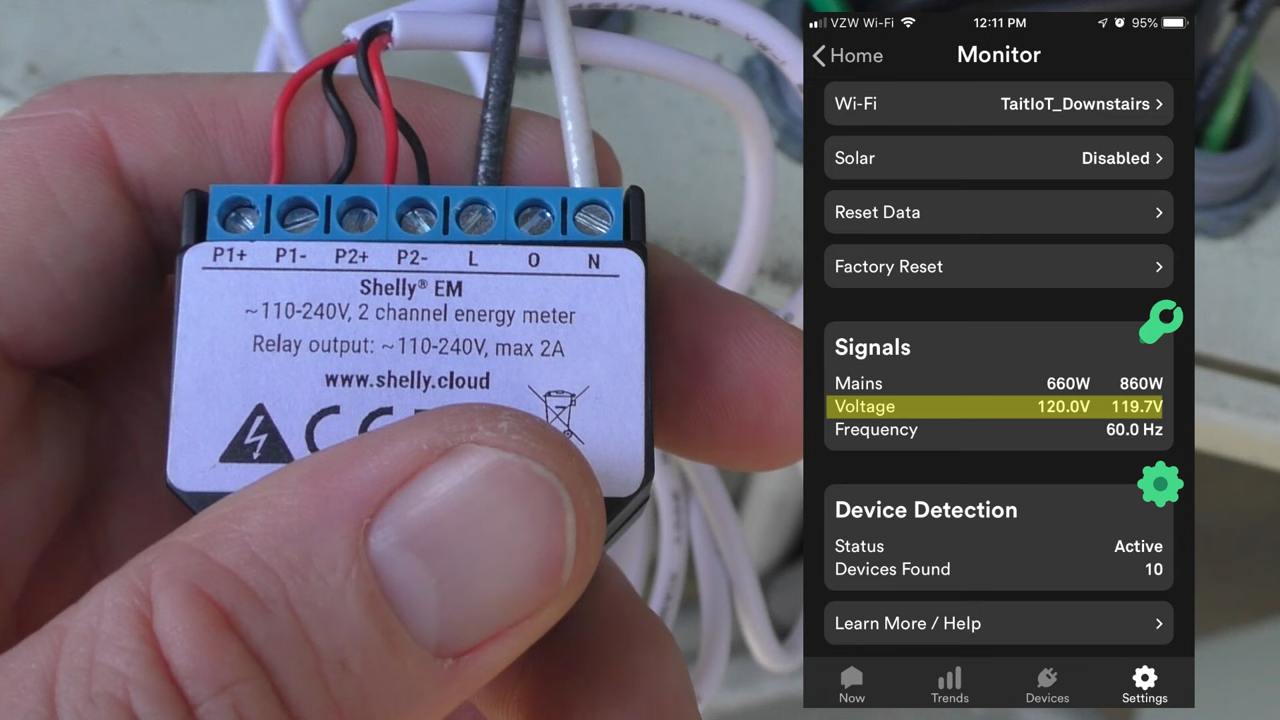 P1+ P1- P2+ P2- L O N
Shelly® EM
~110-240V, 2 channel energy meter
Relay output: ~110-240V, max 2A
www.shelly.cloud
VZW Wi-Fi 12:11 PM 95%
Home Monitor
Wi-Fi TaitIoT_Downstairs
Solar Disabled
Reset Data
Factory Reset
Signals
Mains 660W 860W
Voltage 120.0V 119.7V
Frequency 60.0 Hz
Device Detection
Status Active
Devices Found 10
Learn More / Help
Now Trends Devices Settings